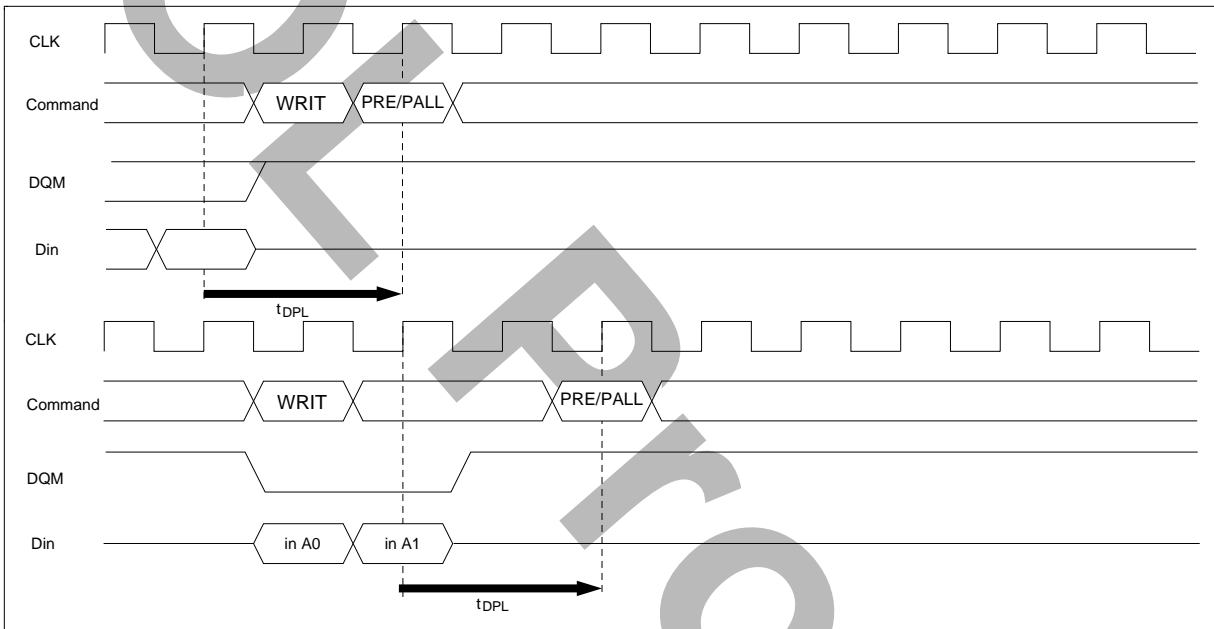 CLK
Command WRIT PRE/PALL
DQM
Din
tDPL
CLK
Command WRIT PRE/PALL
DQM
Din in A0 in A1
tDPL
L Pro